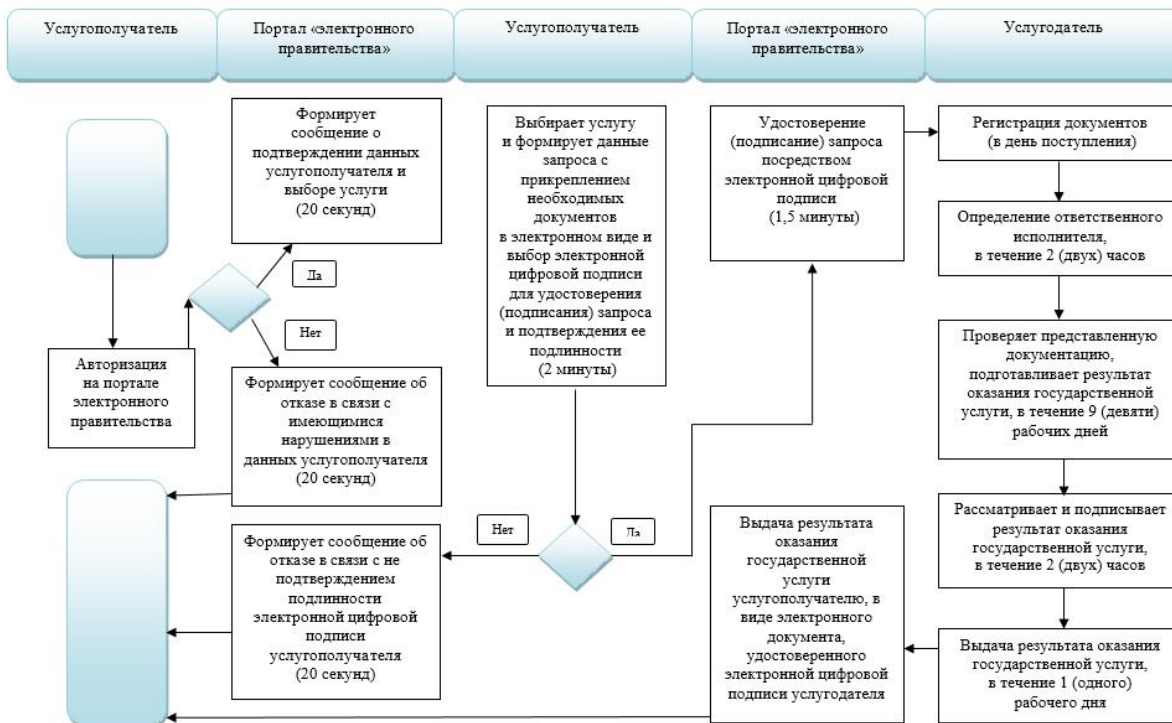 Услугополучатель
Портал «электронного
правительства»
Услугополучатель
Портал «электронного
правительства»
Услугодатель
Авторизация
на портале
электронного
правительства
Формирует
сообщение о
подтверждении данных
услугополучателя и
выборе услуги
(20 секунд)
Да
Нет
Формирует сообщение об
отказе в связи с
имеющимися
нарушениями в
данных услугополучателя
(20 секунд)
Формирует сообщение об
отказе в связи с не
подтверждением
подлинности
электронной цифровой
подписи
услугополучателя
(20 секунд)
Выбирает услугу
и формирует данные
запроса с
прикреплением
необходимых
документов
в электронном виде и
выбор электронной
цифровой подписи
для удостоверения
(подписания) запроса
и подтверждения ее
подлинности
(2 минуты)
Нет
Да
Удостоверение
(подписание) запроса
посредством
электронной цифровой
подписи
(1,5 минуты)
Выдача результата
оказания
государственной
услуги
услугополучателю, в
виде электронного
документа,
удостоверенного
электронной цифровой
подписи услугодателя
Регистрация документов
(в день поступления)
Определение ответственного
исполнителя,
в течение 2 (двух) часов
Проверяет представленную
документацию,
подготавливает результат
оказания государственной
услуги, в течение 9 (девяти)
рабочих дней
Рассматривает и подписывает
результат оказания
государственной услуги,
в течение 2 (двух) часов
Выдача результата оказания
государственной услуги,
в течение 1 (одного)
рабочего дня